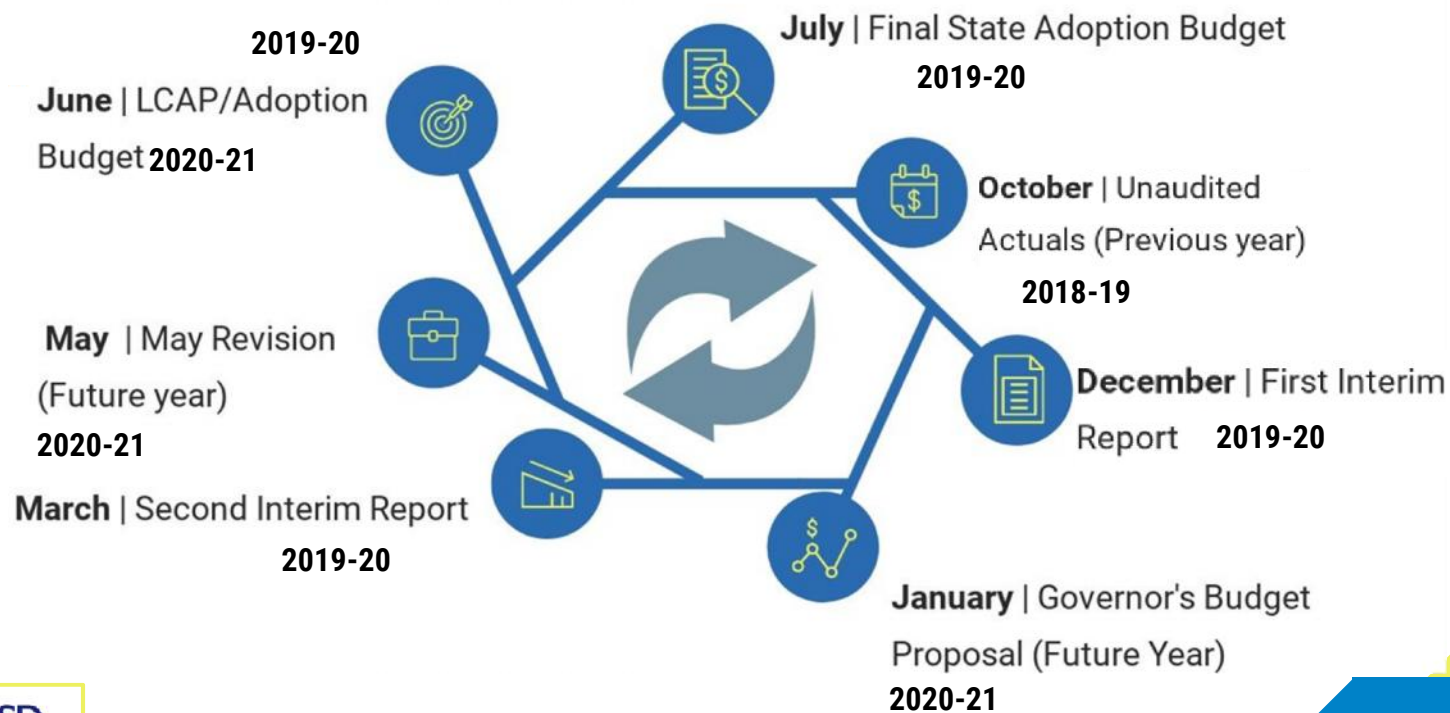 2019-20
June | LCAP/Adoption
Budget 2020-21
July | Final State Adoption Budget
2019-20
October | Unaudited
Actuals (Previous year)
2018-19
December | First Interim
Report 2019-20
January | Governor's Budget
Proposal (Future Year)
2020-21
March | Second Interim Report
2019-20
May | May Revision
(Future year)
2020-21
$
$
$